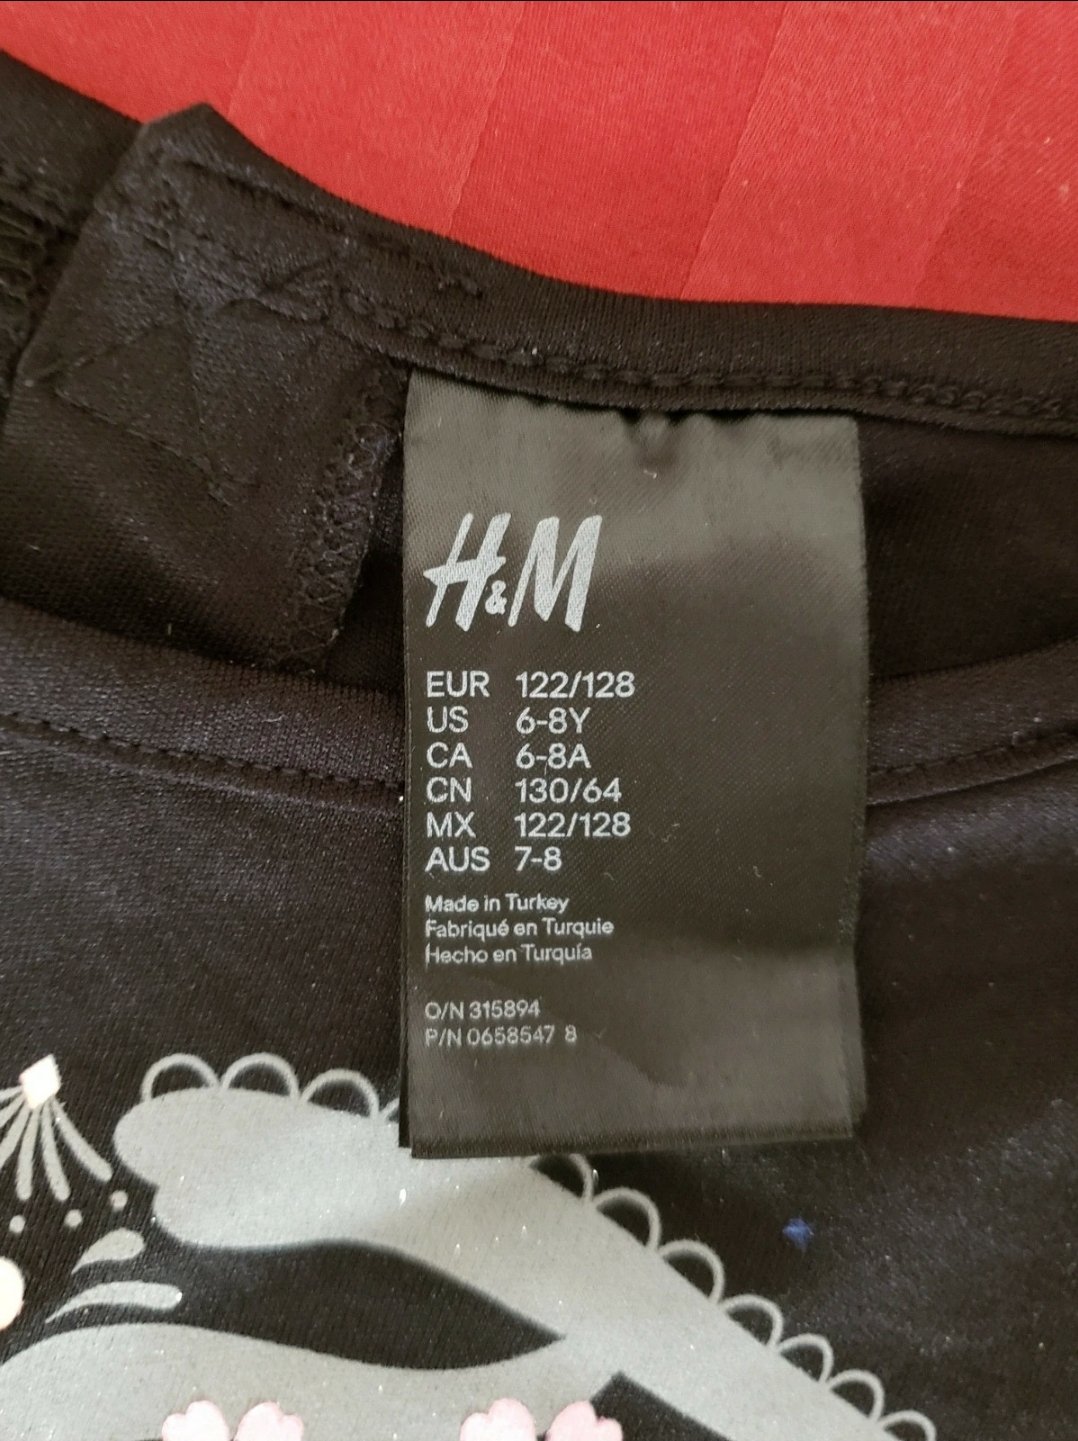 H&M
EUR 122/128
US 6-8Y
CA 6-8A
CN 130/64
MX 122/128
AUS 7-8
Made in Turkey
Fabriqué en Turquie
Hecho en Turquía
O/N 315894
P/N 0658547 8